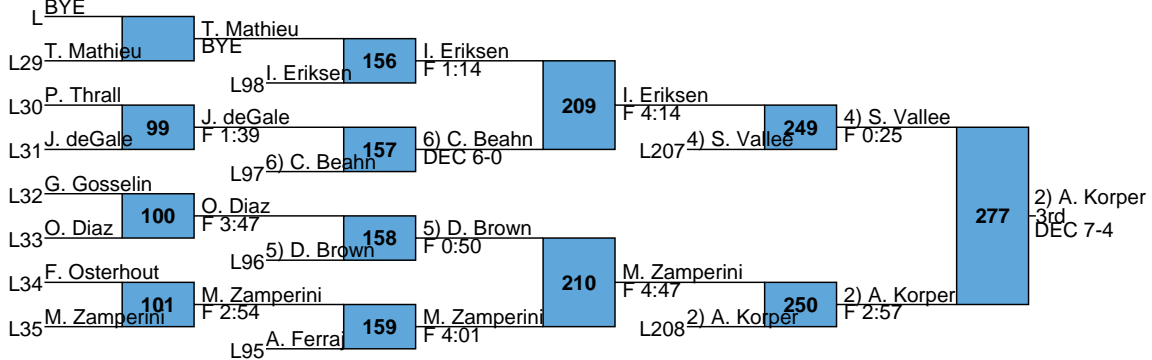 L BYE
L29 T. Mathieu
T. Mathieu
BYE
156
L98 I. Eriksen
I. Eriksen
F 1:14
L30 P. Thrall
99
L31 J. deGale
J. deGale
F 1:39
157
L97 6) C. Beahn
6) C. Beahn
DEC 6-0
209
I. Eriksen
F 4:14
249
L207 4) S. Vallee
4) S. Vallee
F 0:25
L32 G. Gosselin
100
L33 O. Diaz
O. Diaz
F 3:47
158
L96 5) D. Brown
5) D. Brown
F 0:50
L34 F. Osterhout
101
L35 M. Zamperini
M. Zamperini
F 2:54
159
L95 A. Ferraj
M. Zamperini
F 4:01
210
M. Zamperini
F 4:47
250
L208 2) A. Korper
2) A. Korper
F 2:57
277
2) A. Korper
3rd
DEC 7-4